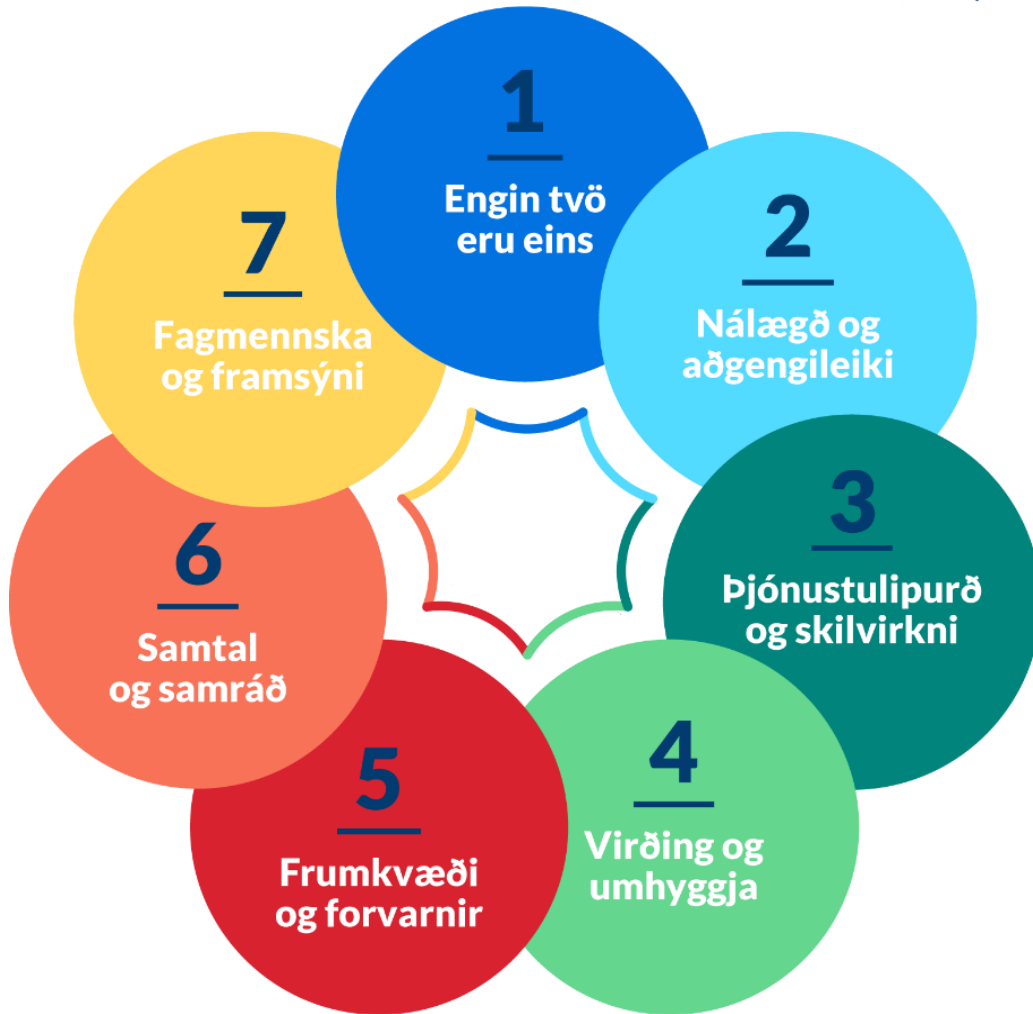 1
Engin tvö
eru eins
2
Nálægð og
aðgengileiki
3
Þjónustulipurð
og skilvirkni
4
Virðing og
umhyggja
5
Frumkvæði
og forvarnir
6
Samtal
og samráð
7
Fagmennska
og framsýni